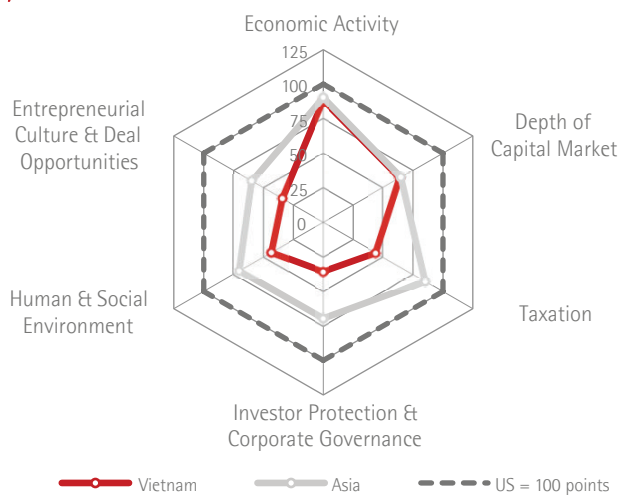 Economic Activity
125
100
75
50
25
0
Entrepreneurial
Culture & Deal
Opportunities
Depth of
Capital Market
Human & Social
Environment
Taxation
Investor Protection &
Corporate Governance
Vietnam
Asia
US = 100 points